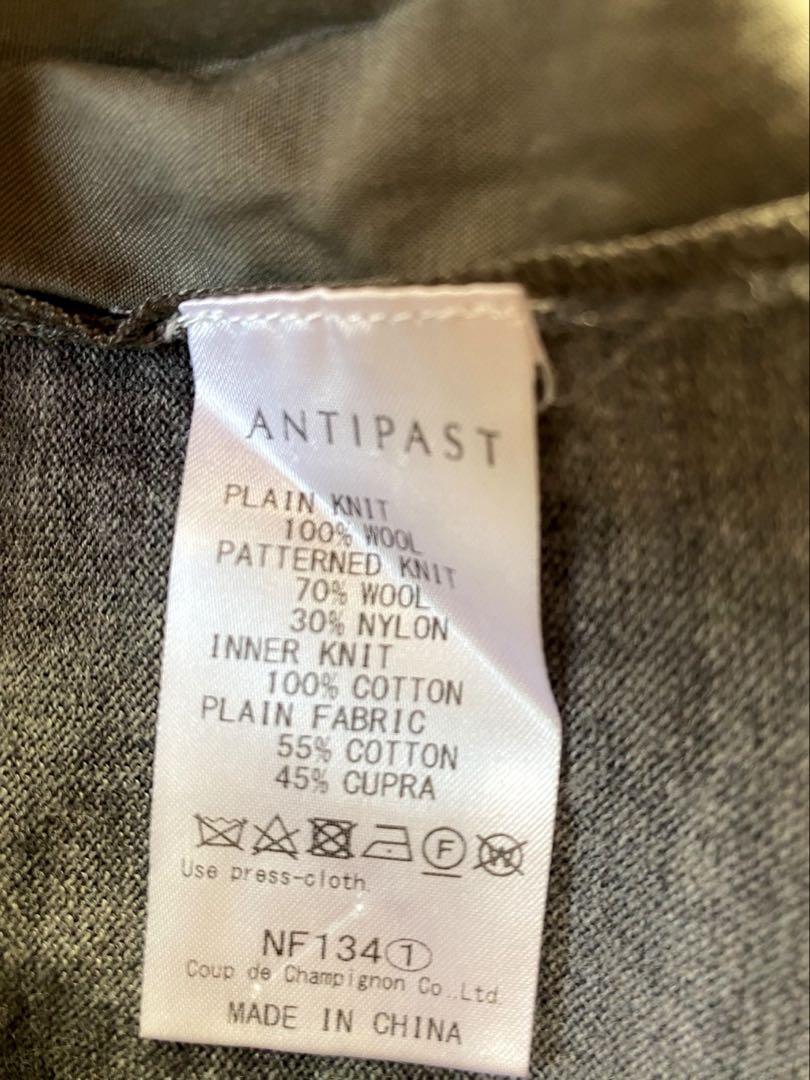 ANTIPAST
PLAIN KNIT
100% WOOL
PATTERNED KNIT
70% WOOL
30% NYLON
INNER KNIT
100% COTTON
PLAIN FABRIC
55% COTTON
45% CUPRA
F W
Use press-cloth.
NF134①
Coup de Champignon Co.,Ltd
MADE IN CHINA